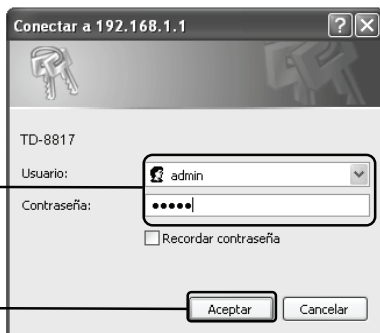 Conectar a 192.168.1.1
TD-8817
Usuario:
admin
Contraseña:
•••••
Recordar contraseña
Aceptar
Cancelar